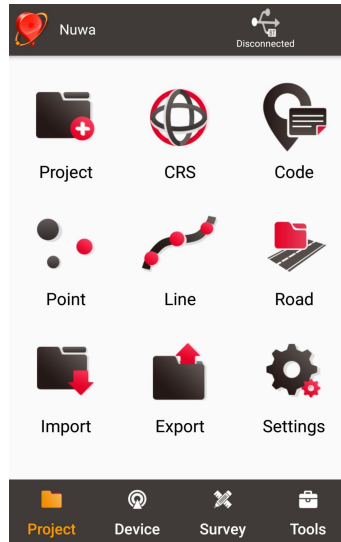 Nuwa
Disconnected
Project CRS Code
Point Line Road
Import Export Settings
Project Device Survey Tools